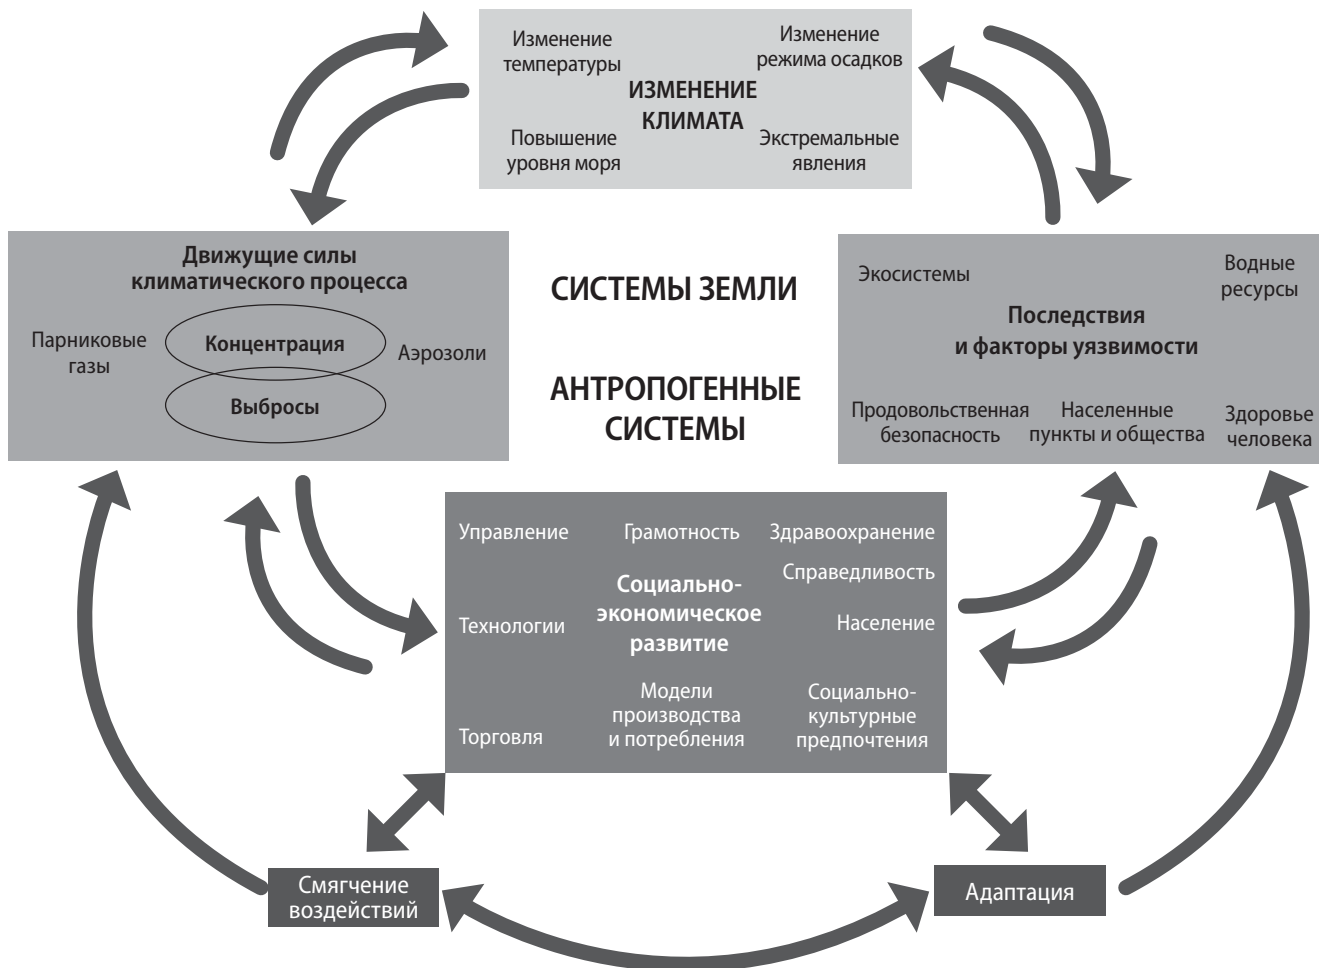 Изменение
температуры
Изменение
режима осадков
ИЗМЕНЕНИЕ
КЛИМАТА
Повышение
уровня моря
Экстремальные
явления
Движущие силы
климатического процесса
Парниковые
газы
Концентрация
Аэрозоли
Выбросы
СИСТЕМЫ ЗЕМЛИ
АНТРОПОГЕННЫЕ
СИСТЕМЫ
Экосистемы
Водные
ресурсы
Последствия
и факторы уязвимости
Продовольственная
безопасность
Населенные
пункты и общества
Здоровье
человека
Управление
Грамотность
Здравоохранение
Справедливость
Социально-
экономическое
развитие
Технологии
Население
Торговля
Модели
производства
и потребления
Социально-
культурные
предпочтения
Смягчение
воздействий
Адаптация